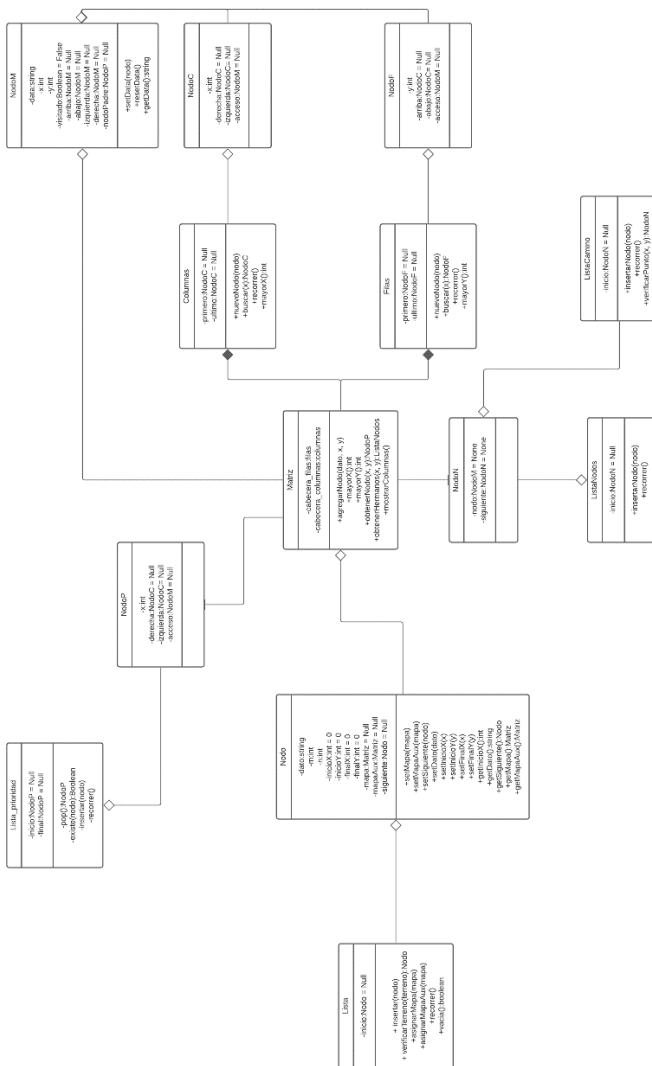 NodoM
-data:string
-x:int
-y:int
-visitado:Boolean = False
-arriba:NodoM = Null
-abajo:NodoM = Null
-izquierda:NodoM = Null
-derecha:NodoM = Null
-nodoPadre:NodoP = Null
+setData(nodo)
+resetData()
+getData():string
NodoC
-x:int
-derecha:NodoC = Null
-izquierda:NodoC= Null
-acceso:NodoM = Null
NodoF
-y:int
-arriba:NodoC = Null
-abajo:NodoC= Null
-acceso:NodoM = Null
Columnas
-primero:NodoC = Null
-ultimo:NodoC = Null
+nuevoNodo(nodo)
+buscar(x):NodoC
+recorrer()
+mayorX():int
Filas
-primero:NodoF = Null
-ultimo:NodoF = Null
+nuevoNodo(nodo)
+buscar(x):NodoF
+recorrer()
+mayorY():int
ListaCamino
-inicio:NodoN = Null
+insertarNodo(nodo)
+recorrer()
+verificarPunto(x, y):NodoN
Matriz
-cabecera_filas:filas
-cabecera_columnas:columnas
+agregarNodo(dato, x, y)
+mayorX():int
+mayorY():int
+obtenerNodo(x, y):NodoP
+obtenerHermanos(x, y):ListaNodos
+mostrarColumnas()
NodoN
-nodo:NodoM = None
-siguiente:NodoN = None
ListaNodos
-inicio:NodoN = Null
+insertarNodo(nodo)
+recorrer()
NodoP
-x:int
-derecha:NodoC = Null
-izquierda:NodoC= Null
-acceso:NodoM = Null
Nodo
-dato:string
-m:int
-n:int
-inicioX:int = 0
-inicioY:int = 0
-finalX:int = 0
-finalY:int = 0
-mapa:Matriz = Null
-mapaAux:Matriz = Null
-siguiente:Nodo = Null
+setMapa(mapa)
+setMapaAux(mapa)
+setSiguiente(nodo)
+setDato(dato)
+setInicioX(x)
+setInicioY(y)
+setFinalX(x)
+setFinalY(y)
+getInicioX():int
+getDato():string
+getSiguiente():Nodo
+getMapa():Matriz
+getMapaAux():Matriz
Lista_prioridad
-inicio:NodoP = Null
-final:NodoP = Null
-pop():NodoP
-existe(nodo):Boolean
-insertar(nodo)
-recorrer()
Lista
-inicio:Nodo = Null
+ insertar(nodo)
+ verificarTerreno(terreno):Nodo
+asignarMapa(mapa)
+asignarMapaAux(mapa)
+recorrer()
+vacia():boolean